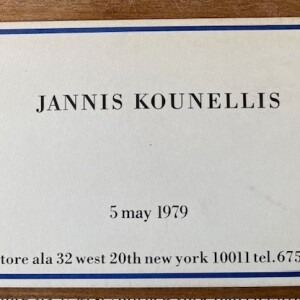 JANNIS KOUNELLIS
5 may 1979
tore ala 32 west 20th new york 10011 tel. 675